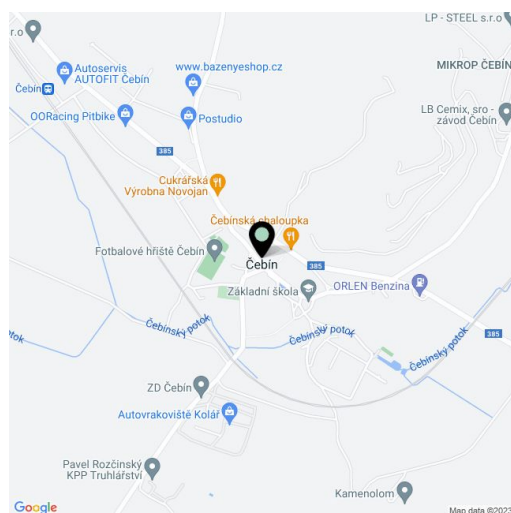 LP - STEEL s.r.o
r.o
Autoservis
AUTOFIT Čebín
www.bazenyeshop.cz
MIKROP ČEBÍN
Čebín
OORacing Pitbike
Postudio
LB Cemix, sro -
závod Čebín
385
Cukrářská
Výrobna Novojan
Čebínská chaloupka
Fotbalové hřiště Čebín
Čebín
385
Základní škola
ORLEN Benzina
Čebínský potok
Čebínský potok
Čebínský potok
385
ZD Čebín
Autovrakoviště Kolář
Pavel Rozčinský
KPP Truhlářství
Kamenolom
Google
Map data ©2023